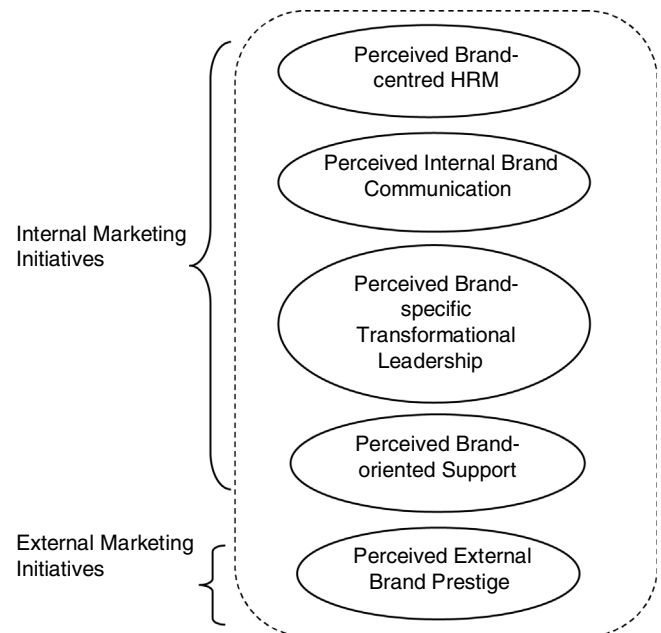 Perceived Brand-
centred HRM
Perceived Internal Brand
Communication
Internal Marketing
Initiatives
Perceived Brand-
specific
Transformational
Leadership
Perceived Brand-
oriented Support
External Marketing
Initiatives
Perceived External
Brand Prestige